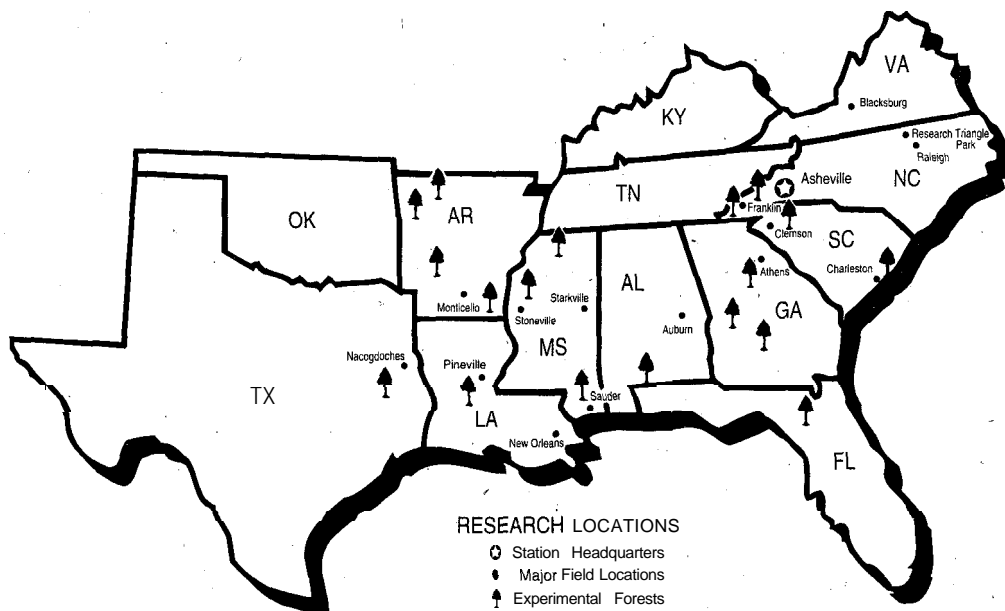 VA
Blacksburg
KY
Research Triangle
Park
Raleigh
Asheville
NC
TN
Franklin
OK
AR
Clemson
SC
Charleston
Athens
AL
GA
Monticello
Starkville
Stoneville
Auburn
MS
Nacogdoches
Pineville
TX
Sauder
LA
New Orleans
FL
RESEARCH LOCATIONS
Station Headquarters
Major Field Locations
Experimental Forests